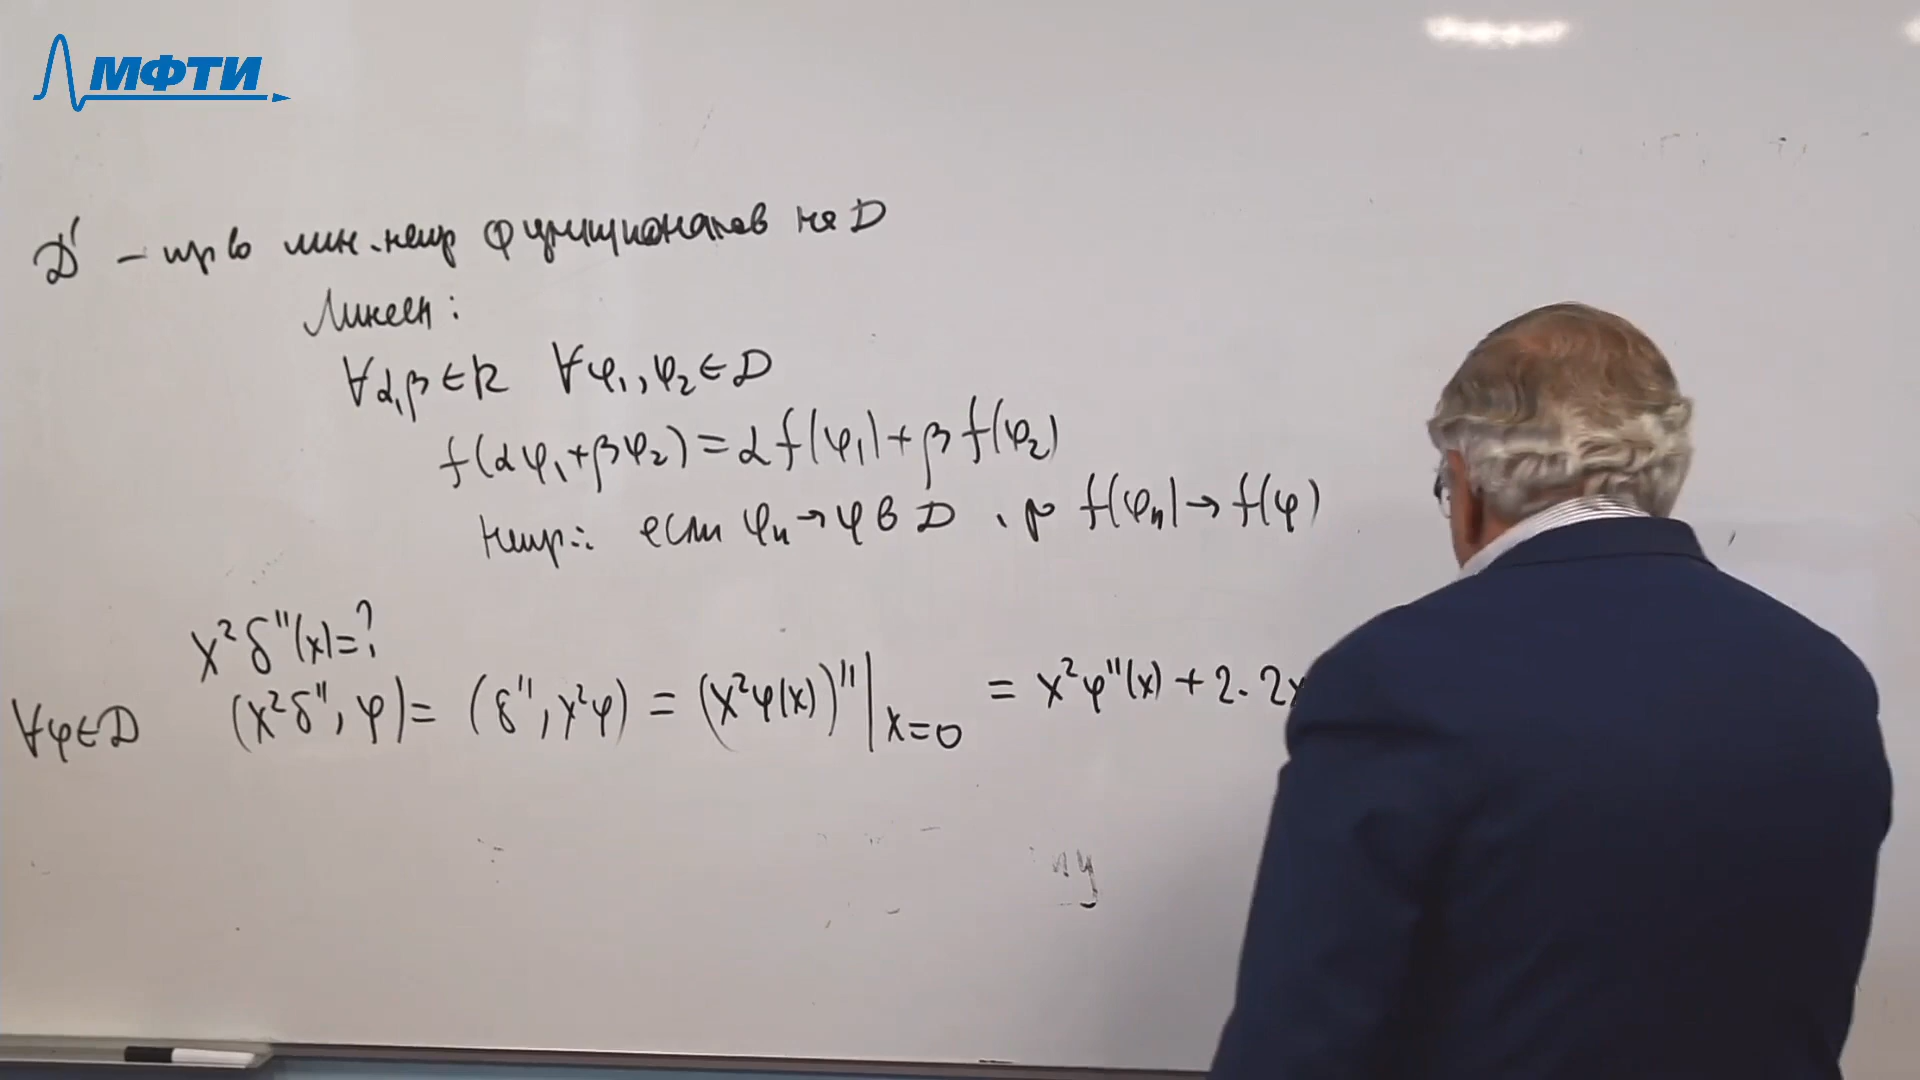 МФТИ
D' – пр-во лин. непр функционалов на D
Линеен:
∀α,β∈R ∀φ₁,φ₂∈D
f(αφ₁+βφ₂)=αf(φ₁)+βf(φ₂)
Непр.: если φₙ→φ в D, то f(φₙ)→f(φ)
x²δ''(x)=?
∀φ∈D (x²δ'', φ)= (δ'', x²φ) = (x²φ(x))''|x=0 = x²φ''(x)+2·2x